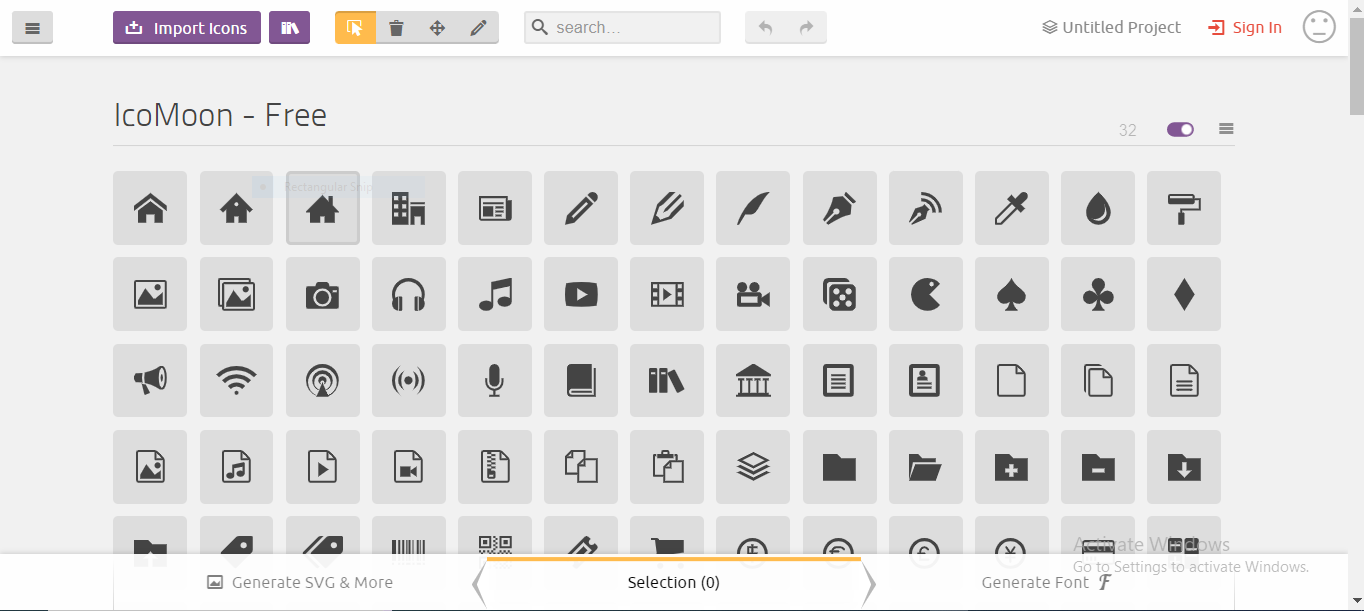 Import Icons
search...
Untitled Project
Sign In
IcoMoon - Free
32
Rectangular Snip
Activate Windows
Go to Settings to activate Windows.
Generate SVG & More
Selection (0)
Generate Font